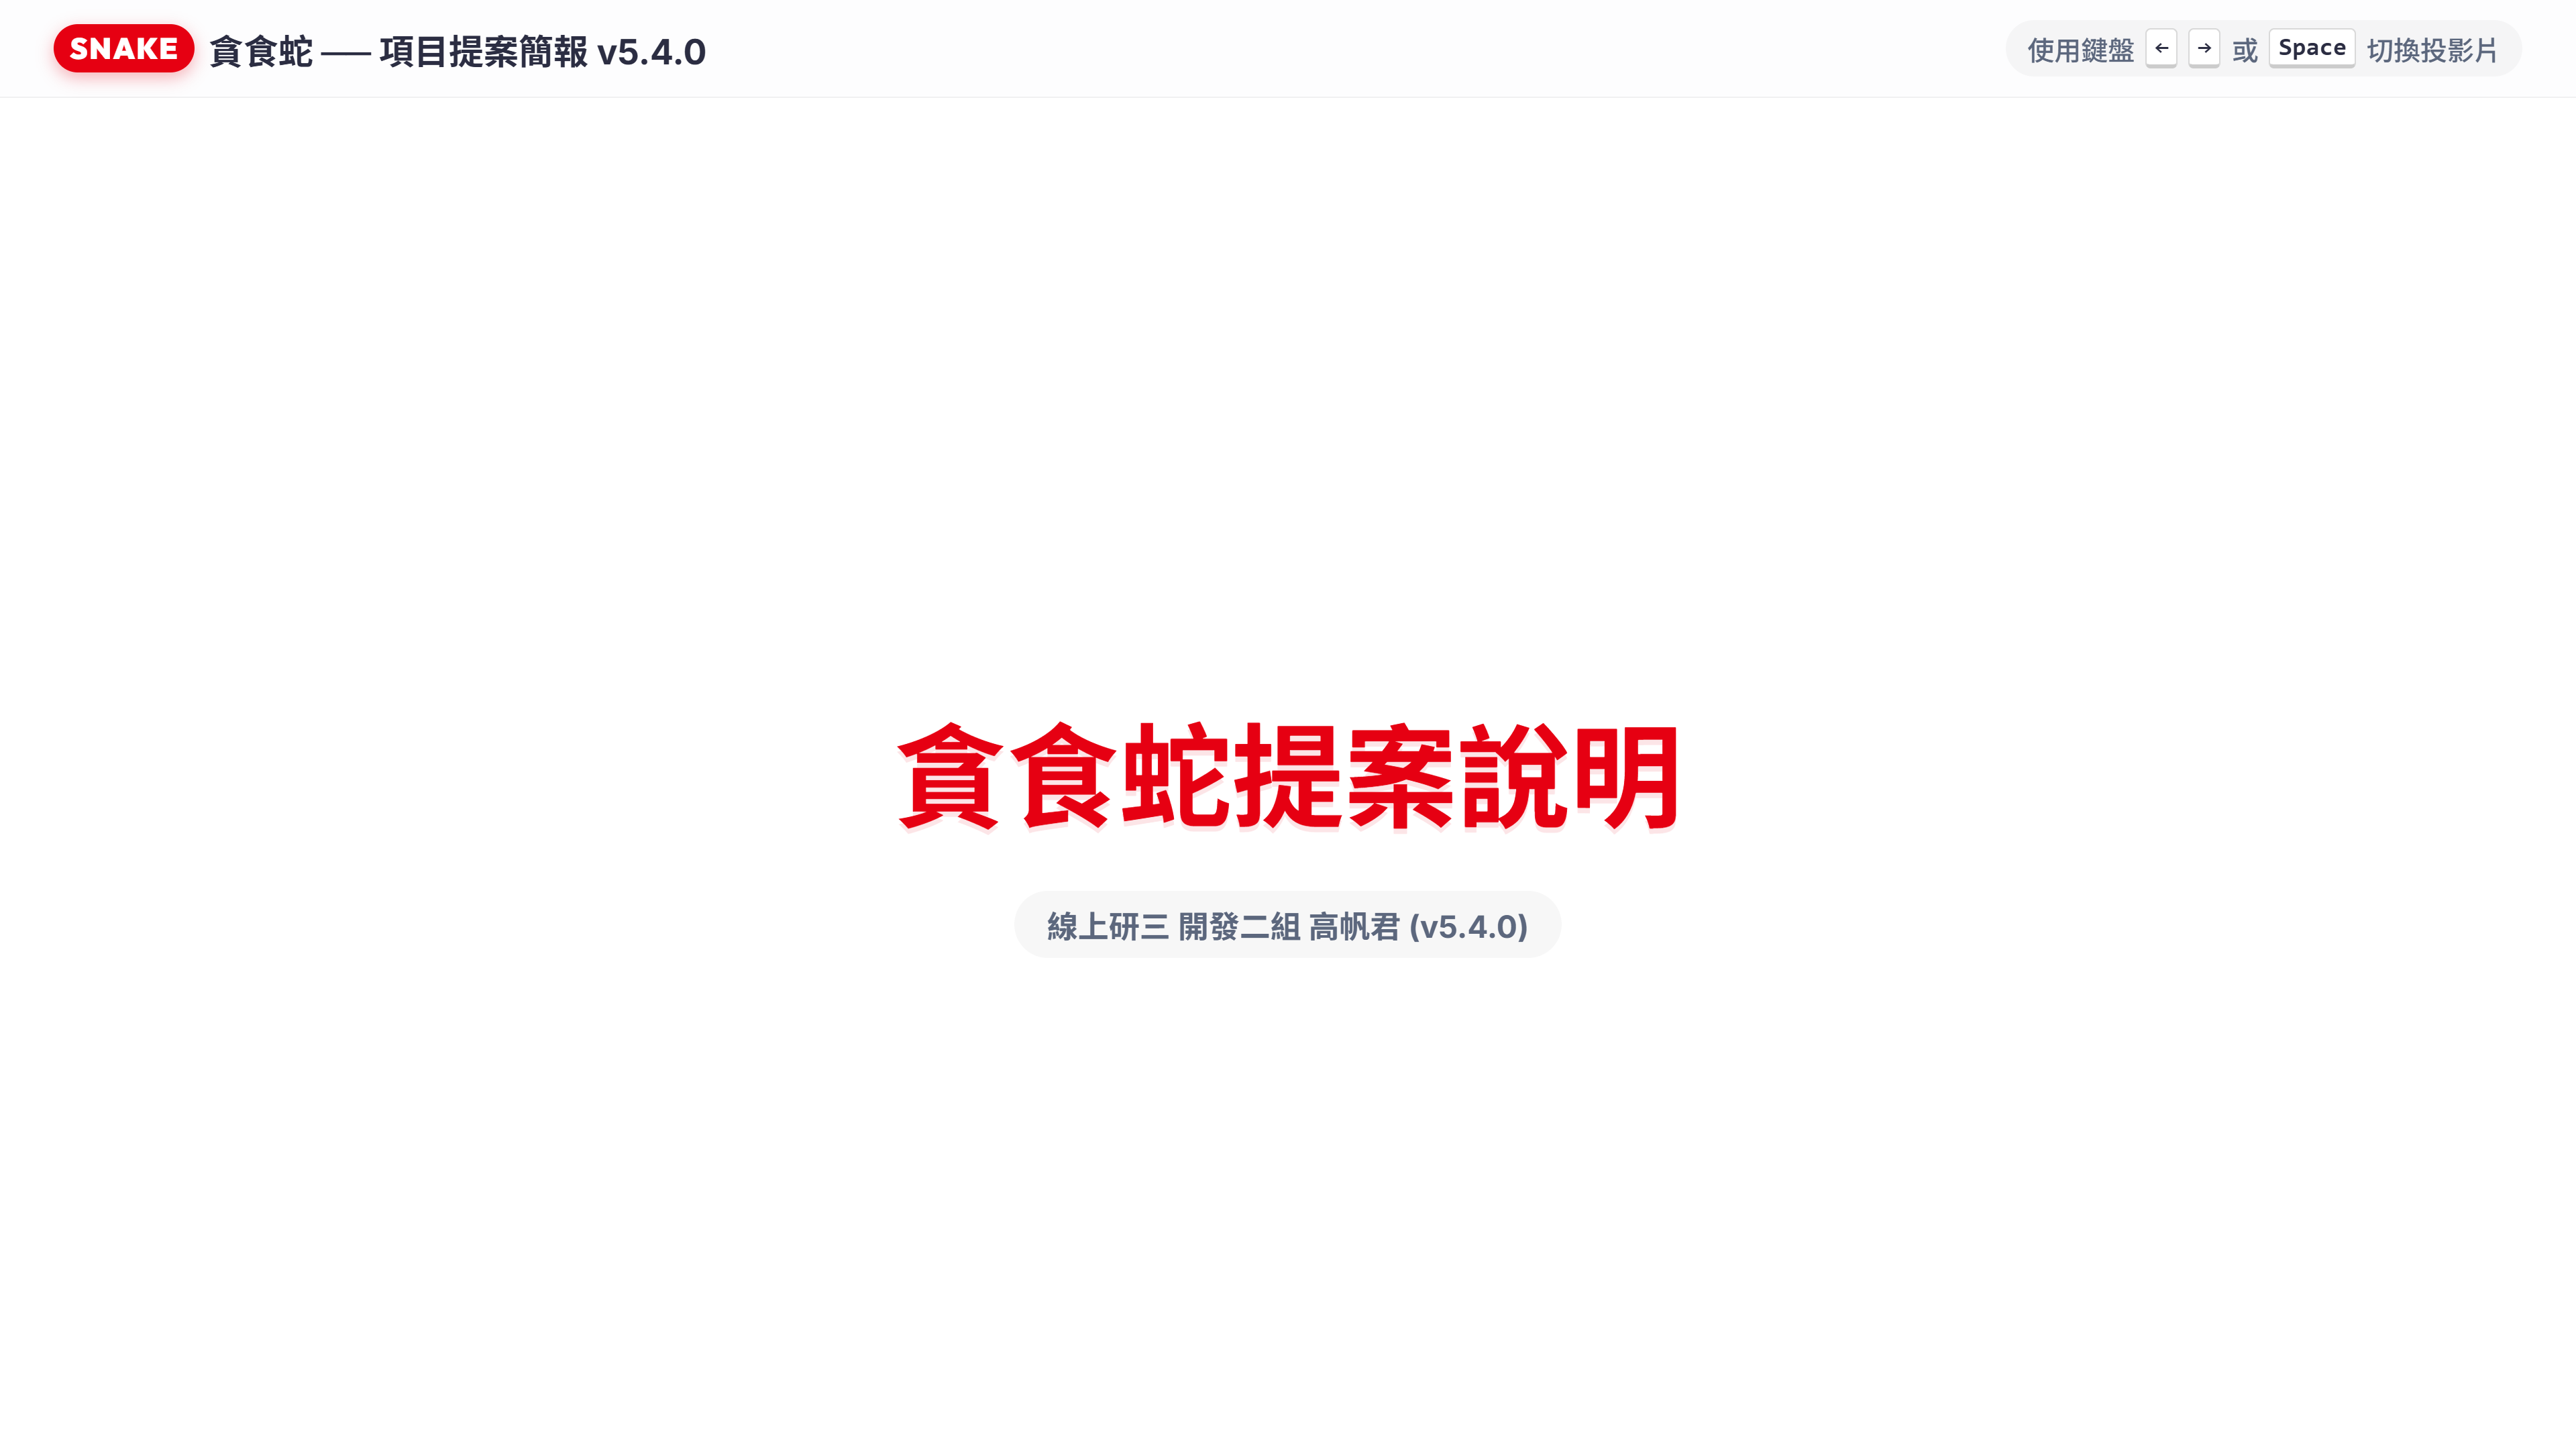 SNAKE 貪食蛇 —— 項目提案簡報 v5.4.0
使用鍵盤 ← → 或 Space 切換投影片
貪食蛇提案說明
線上研三 開發二組 高帆君 (v5.4.0)